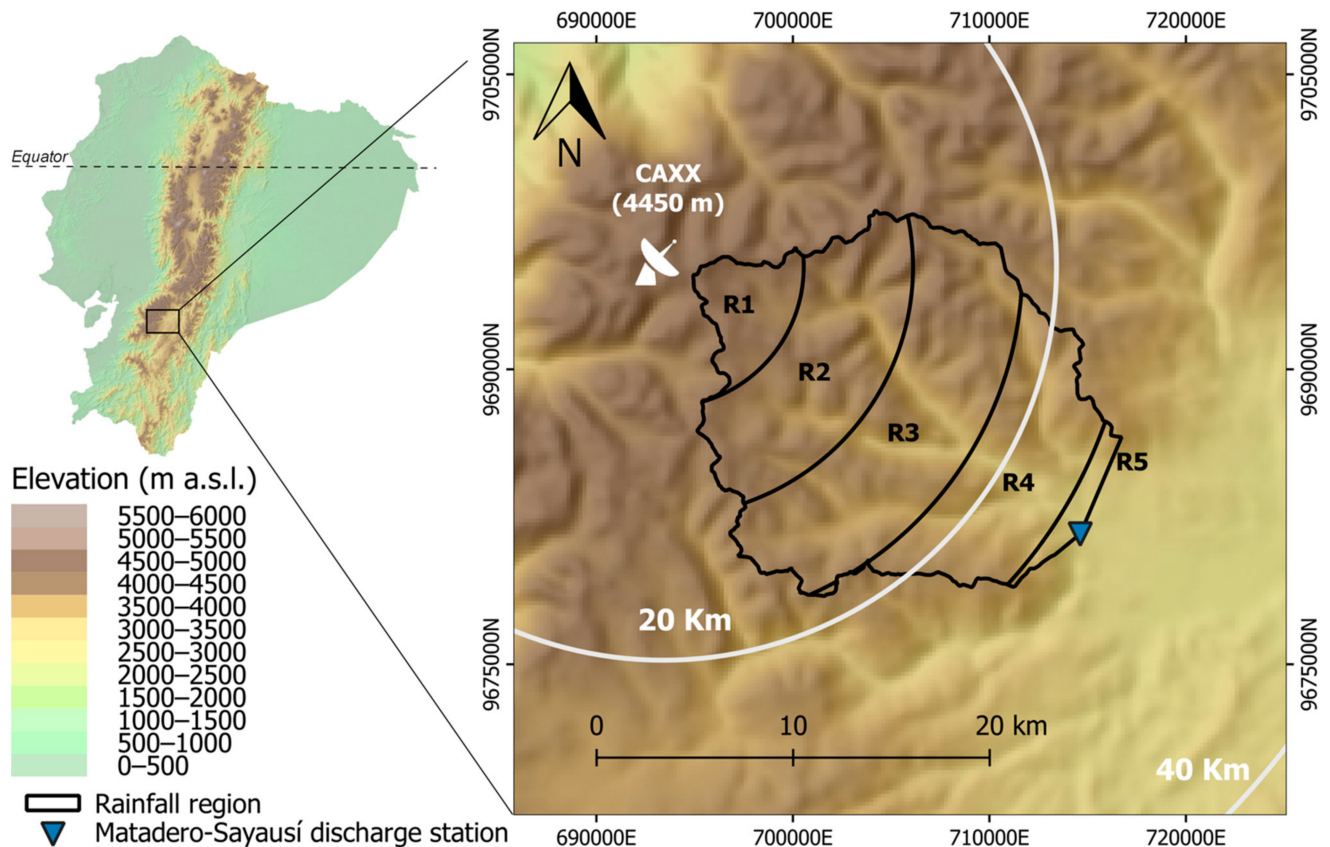 690000E 700000E 710000E 720000E
9705000N
9690000N
9675000N
9705000N
9690000N
9675000N
Equator
N
CAXX
(4450 m)
R1
R2
R3
R4
R5
20 Km
40 Km
0 10 20 km
690000E 700000E 710000E 720000E
Elevation (m a.s.l.)
5500–6000
5000–5500
4500–5000
4000–4500
3500–4000
3000–3500
2500–3000
2000–2500
1500–2000
1000–1500
500–1000
0–500
Rainfall region
Matadero-Sayausí discharge station